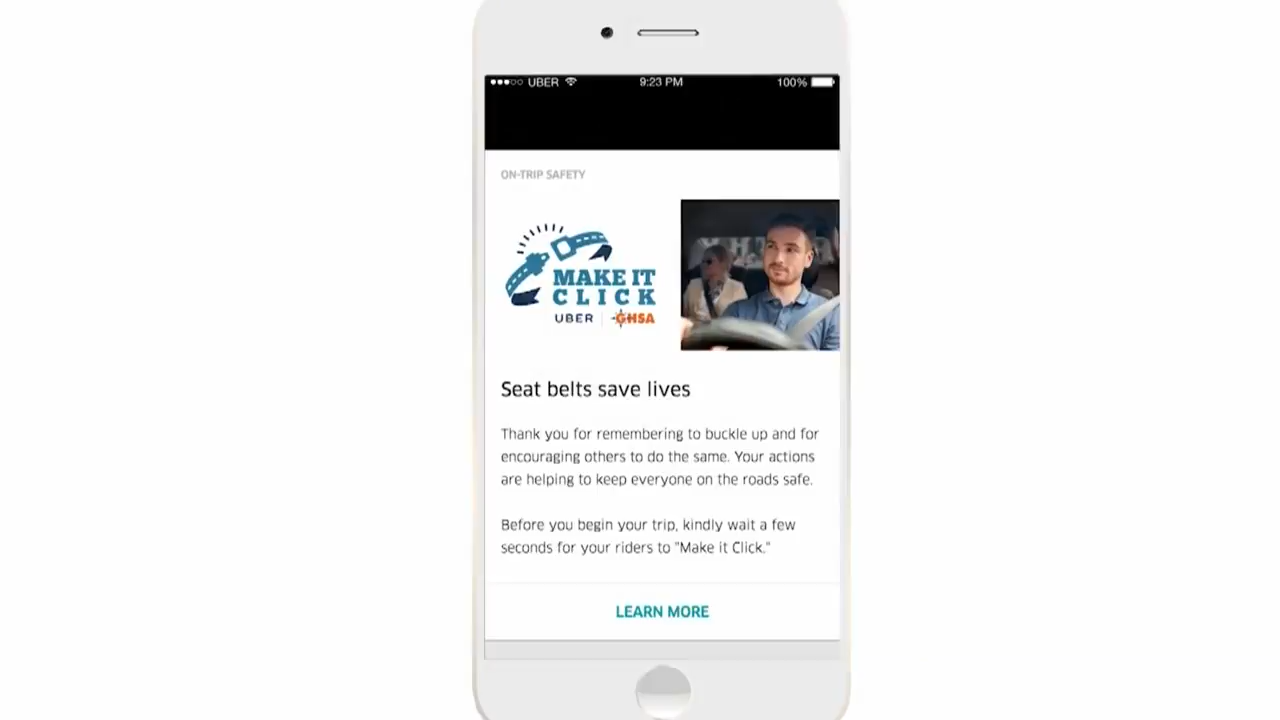 UBER 9:23 PM 100%
ON-TRIP SAFETY
MAKE IT
CLICK
UBER | GHSA
Seat belts save lives
Thank you for remembering to buckle up and for
encouraging others to do the same. Your actions
are helping to keep everyone on the roads safe.
Before you begin your trip, kindly wait a few
seconds for your riders to "Make it Click."
LEARN MORE